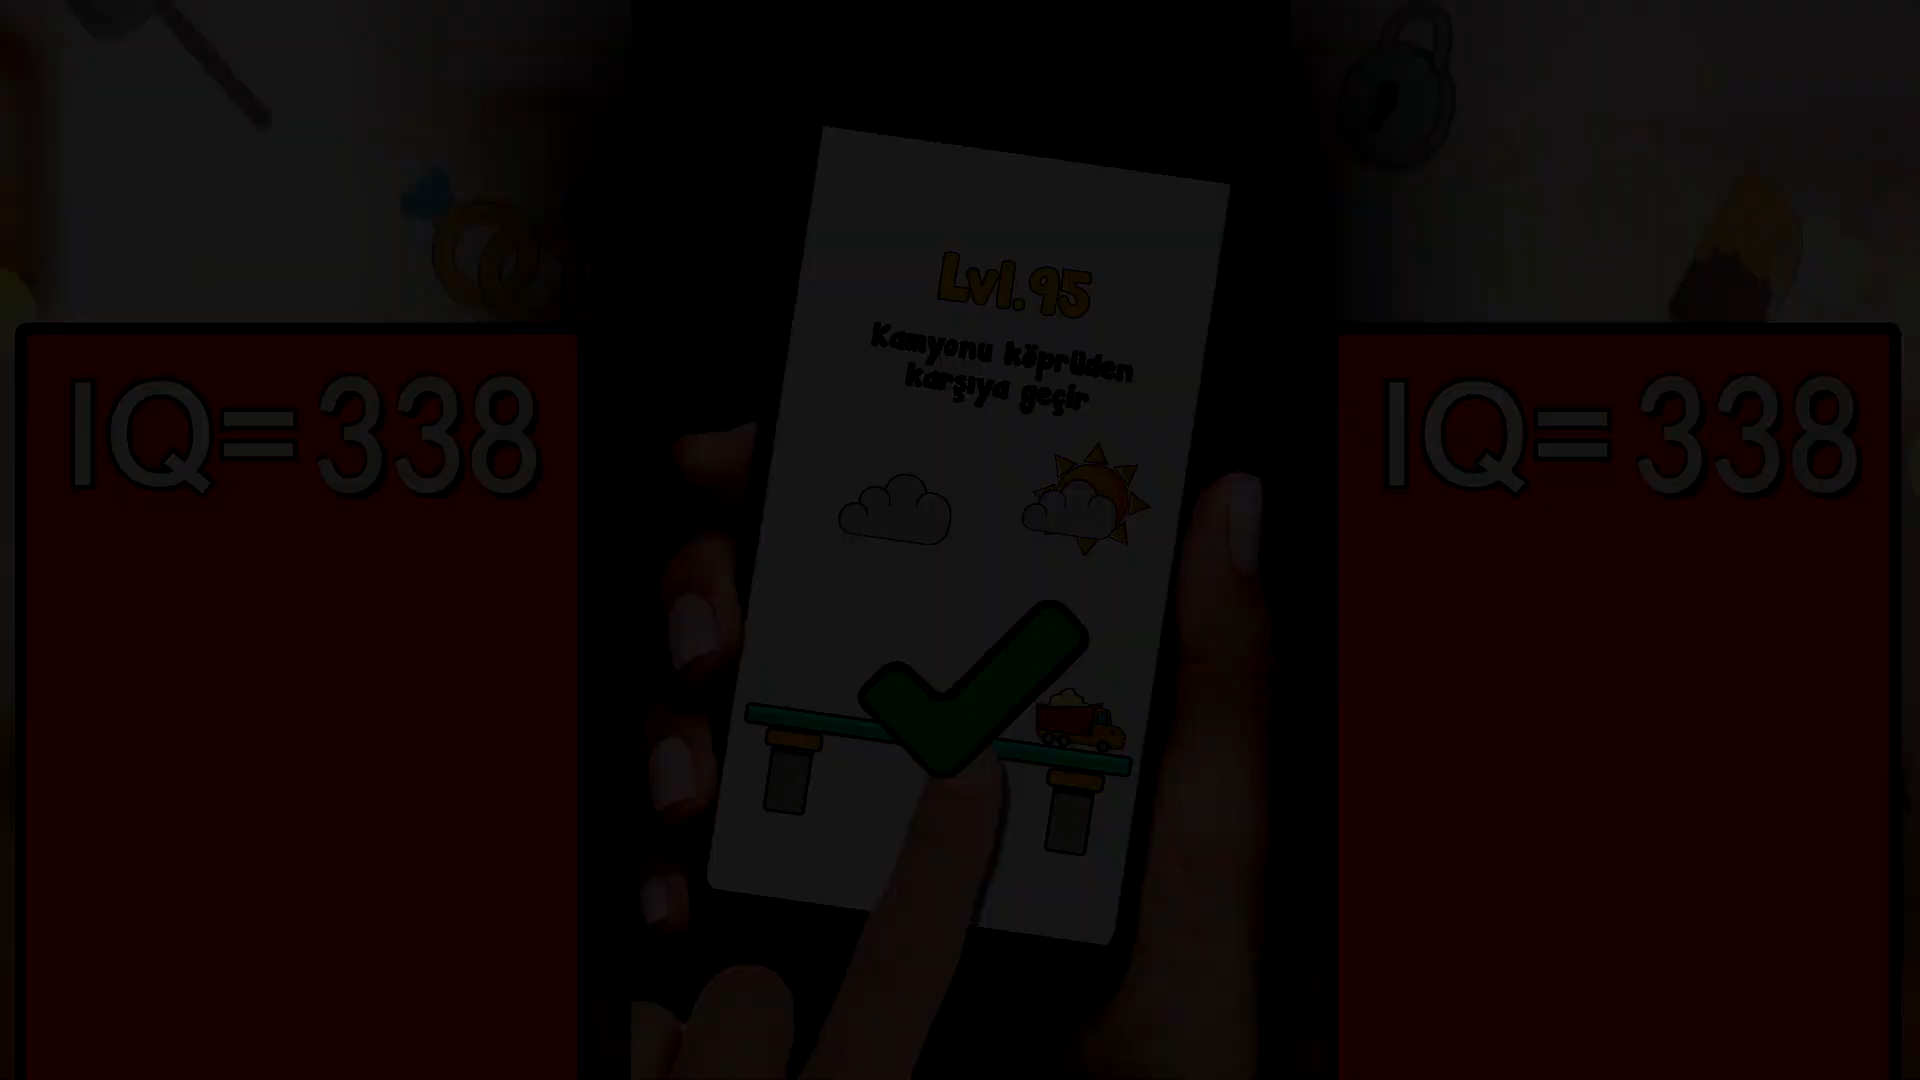 Lvl.95
Kamyonu köprüden
karşıya geçir
IQ= 338
IQ= 338